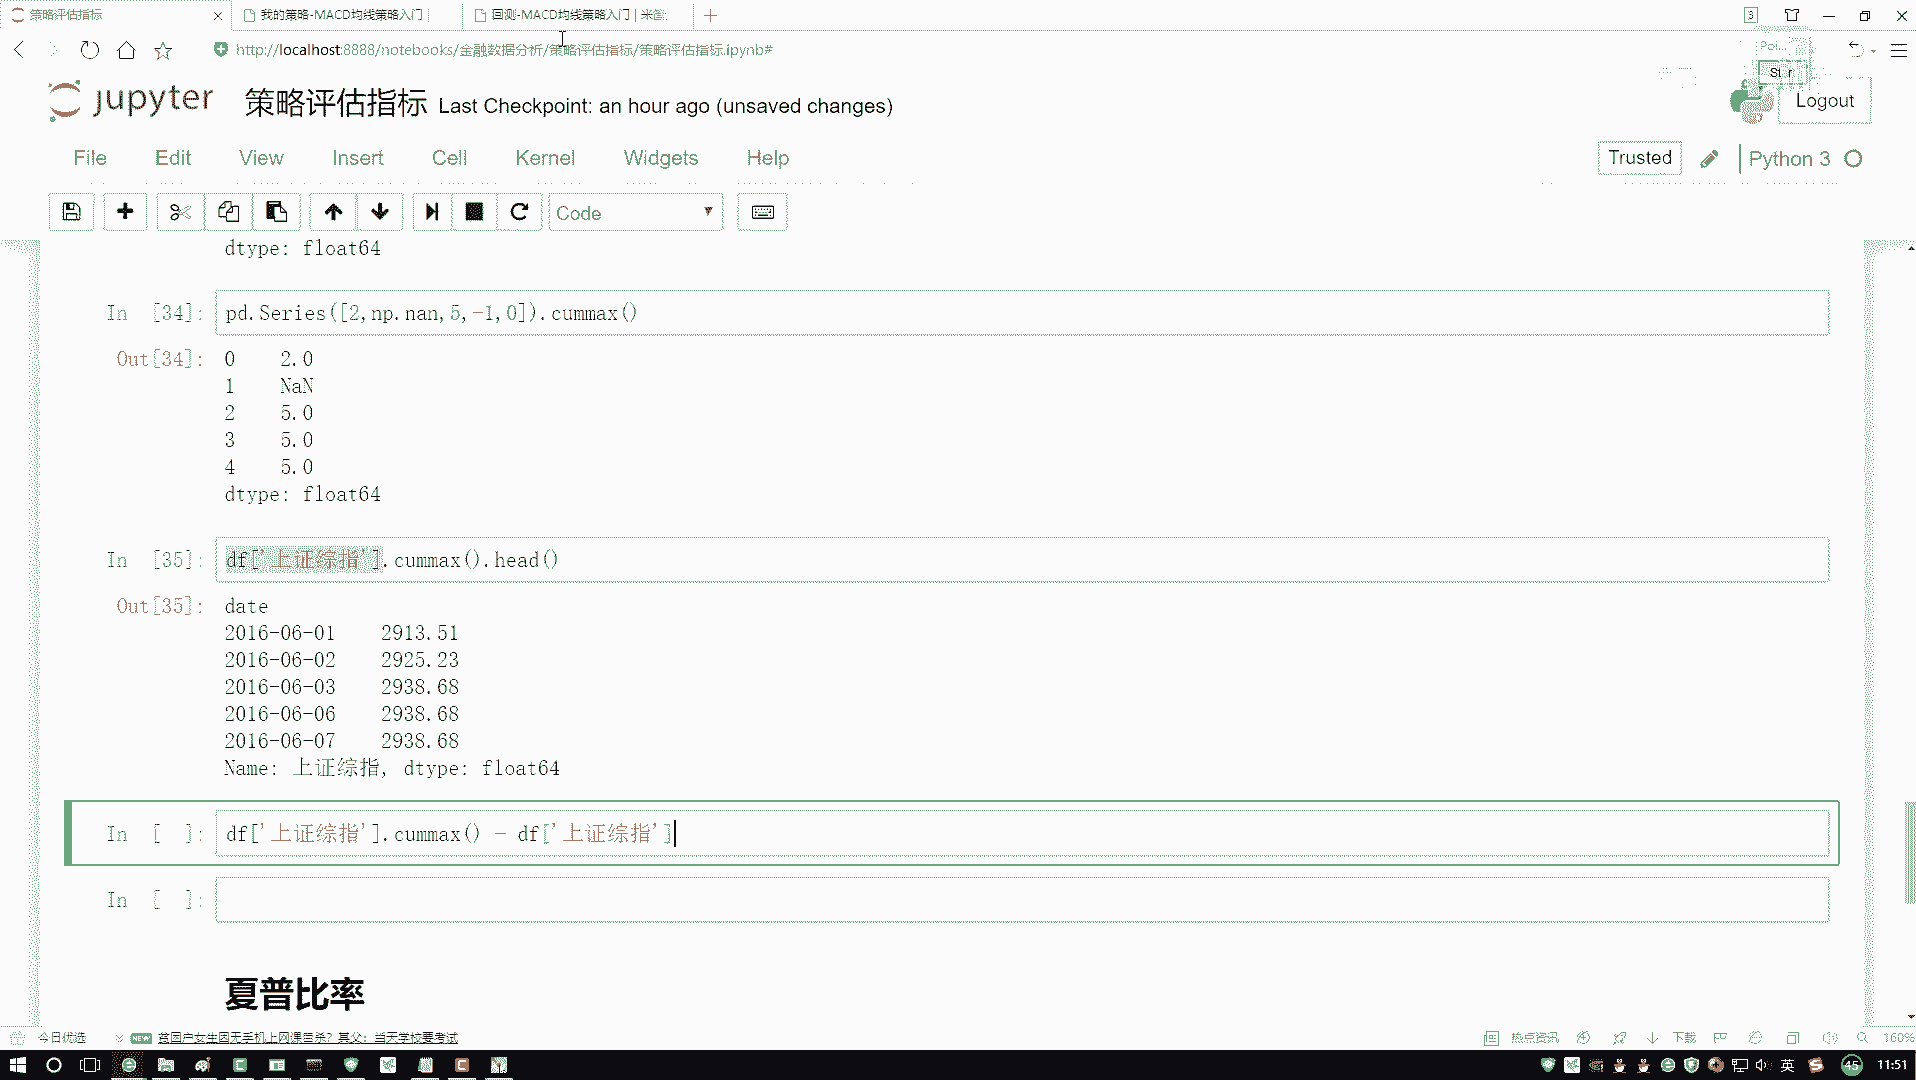 策略评估指标
我的策略-MACD均线策略入门
回测-MACD均线策略入门 | 米筐
3
http://localhost:8888/notebooks/金融数据分析/策略评估指标/策略评估指标.ipynb#
Poi...
jupyter 策略评估指标 Last Checkpoint: an hour ago (unsaved changes)
Logout
File Edit View Insert Cell Kernel Widgets Help
Trusted
Python 3
Code
dtype: float64
In [34]: pd.Series([2,np.nan,5,-1,0]).cummax()
Out[34]: 0 2.0
1 NaN
2 5.0
3 5.0
4 5.0
dtype: float64
In [35]: df['上证综指'].cummax().head()
Out[35]: date
2016-06-01 2913.51
2016-06-02 2925.23
2016-06-03 2938.68
2016-06-06 2938.68
2016-06-07 2938.68
Name: 上证综指, dtype: float64
In [ ]: df['上证综指'].cummax() - df['上证综指']
In [ ]:
夏普比率
今日优选
NEW 贫困户女生因无手机上网课自杀？其父：当天学校要考试
热点资讯
下载
160%
英
45
11:51